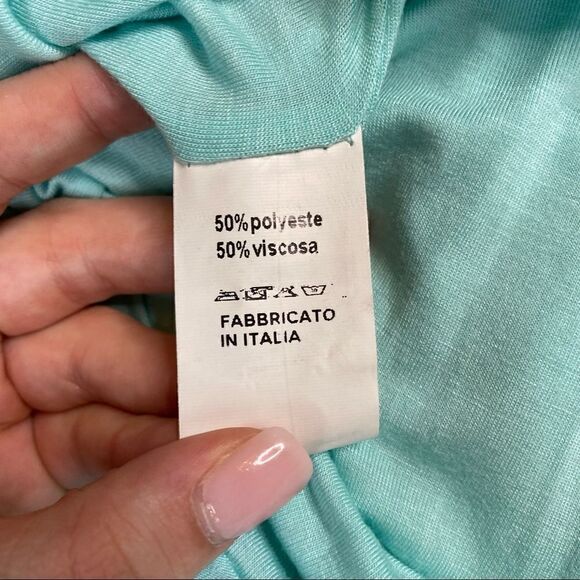 50%polyeste
50%viscosa
FABBRICATO
IN ITALIA